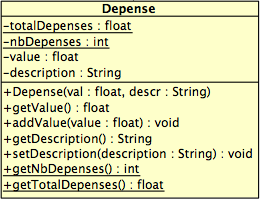 Depense
-totalDepenses : float
-nbDepenses : int
-value : float
-description : String
+Depense(val : float, descr : String)
+getValue() : float
+addValue(value : float) : void
+getDescription() : String
+setDescription(description : String) : void
+getNbDepenses() : int
+getTotalDepenses() : float